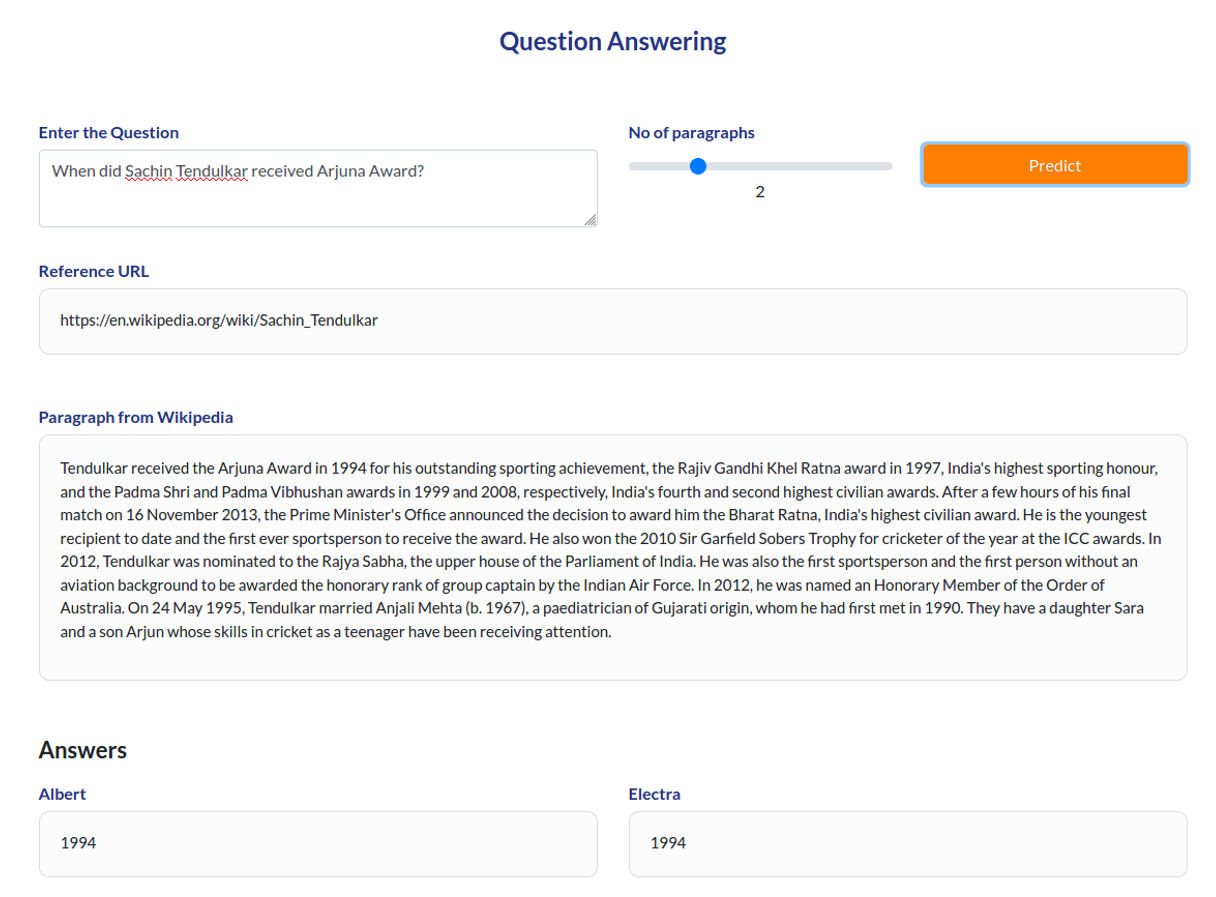 Question Answering
Enter the Question
When did Sachin Tendulkar received Arjuna Award?
No of paragraphs
2
Predict
Reference URL
https://en.wikipedia.org/wiki/Sachin_Tendulkar
Paragraph from Wikipedia
Tendulkar received the Arjuna Award in 1994 for his outstanding sporting achievement, the Rajiv Gandhi Khel Ratna award in 1997, India's highest sporting honour,
and the Padma Shri and Padma Vibhushan awards in 1999 and 2008, respectively, India's fourth and second highest civilian awards. After a few hours of his final
match on 16 November 2013, the Prime Minister's Office announced the decision to award him the Bharat Ratna, India's highest civilian award. He is the youngest
recipient to date and the first ever sportsperson to receive the award. He also won the 2010 Sir Garfield Sobers Trophy for cricketer of the year at the ICC awards. In
2012, Tendulkar was nominated to the Rajya Sabha, the upper house of the Parliament of India. He was also the first sportsperson and the first person without an
aviation background to be awarded the honorary rank of group captain by the Indian Air Force. In 2012, he was named an Honorary Member of the Order of
Australia. On 24 May 1995, Tendulkar married Anjali Mehta (b. 1967), a paediatrician of Gujarati origin, whom he had first met in 1990. They have a daughter Sara
and a son Arjun whose skills in cricket as a teenager have been receiving attention.
Answers
Albert
1994
Electra
1994